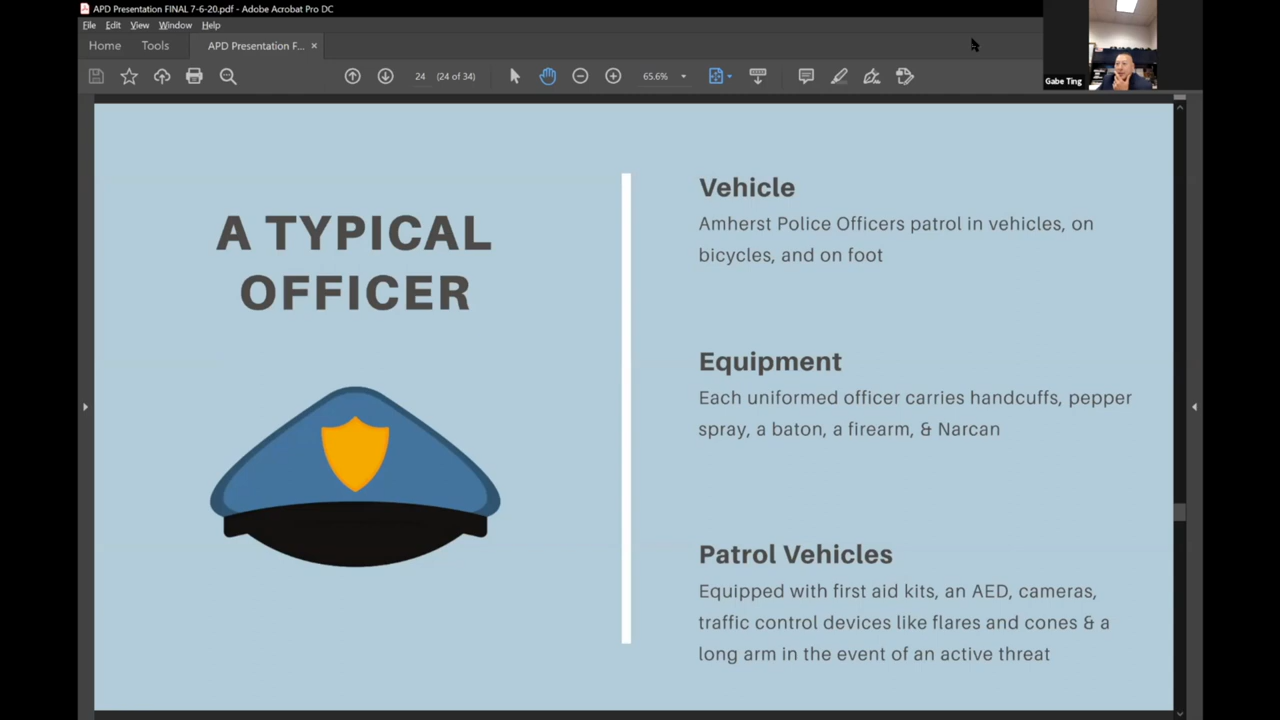 APD Presentation FINAL 7-6-20.pdf - Adobe Acrobat Pro DC
File Edit View Window Help
Home Tools APD Presentation F... ×
24 (24 of 34) 65.6%
Gabe Ting
A TYPICAL
OFFICER
Vehicle
Amherst Police Officers patrol in vehicles, on
bicycles, and on foot
Equipment
Each uniformed officer carries handcuffs, pepper
spray, a baton, a firearm, & Narcan
Patrol Vehicles
Equipped with first aid kits, an AED, cameras,
traffic control devices like flares and cones & a
long arm in the event of an active threat